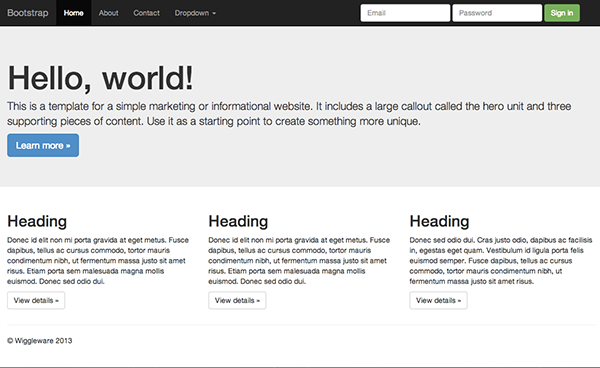 Bootstrap Home About Contact Dropdown Email Password Sign in
Hello, world!
This is a template for a simple marketing or informational website. It includes a large callout called the hero unit and three
supporting pieces of content. Use it as a starting point to create something more unique.
Learn more »
Heading
Donec id elit non mi porta gravida at eget metus. Fusce
dapibus, tellus ac cursus commodo, tortor mauris
condimentum nibh, ut fermentum massa justo sit amet
risus. Etiam porta sem malesuada magna mollis
euismod. Donec sed odio dui.
View details »
Heading
Donec id elit non mi porta gravida at eget metus. Fusce
dapibus, tellus ac cursus commodo, tortor mauris
condimentum nibh, ut fermentum massa justo sit amet
risus. Etiam porta sem malesuada magna mollis
euismod. Donec sed odio dui.
View details »
Heading
Donec sed odio dui. Cras justo odio, dapibus ac facilisis
in, egestas eget quam. Vestibulum id ligula porta felis
euismod semper. Fusce dapibus, tellus ac cursus
commodo, tortor mauris condimentum nibh, ut
fermentum massa justo sit amet risus.
View details »
© Wiggleware 2013